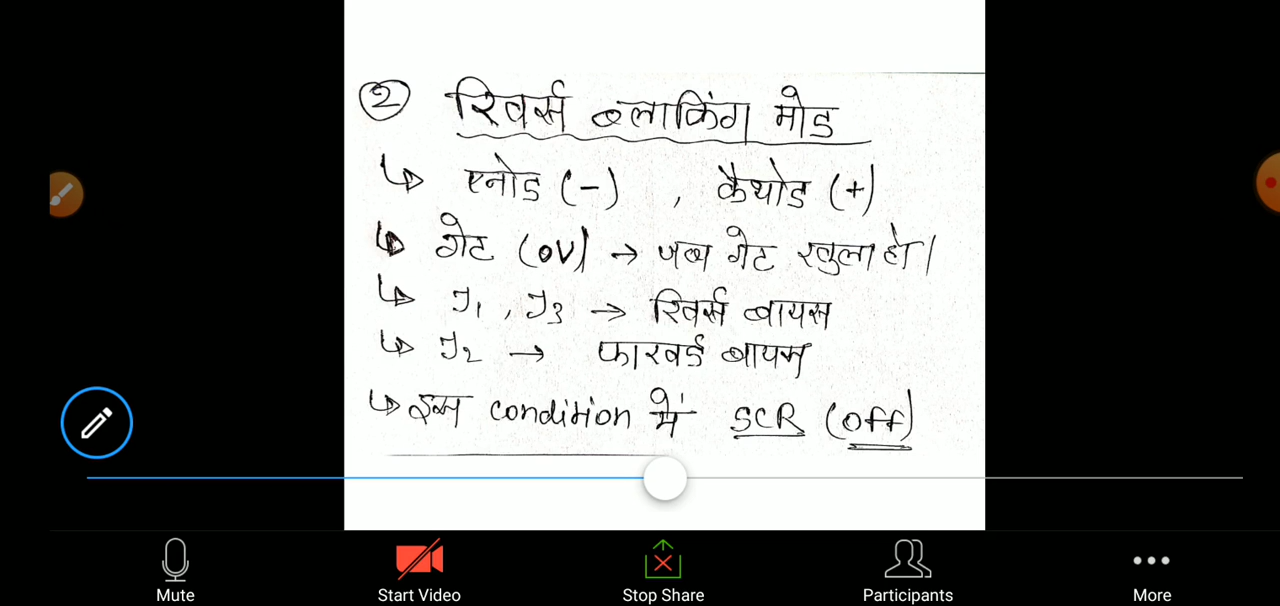 ② रिवर्स ब्लाकिंग मोड
↳ एनोड (-) , कैथोड (+)
↳ गेट (0V) → जब गेट खुला हो।
↳ J1 , J3 → रिवर्स बायस
↳ J2 → फारवर्ड बायस
↳ इस condition में SCR (off)
Mute Start Video Stop Share Participants More